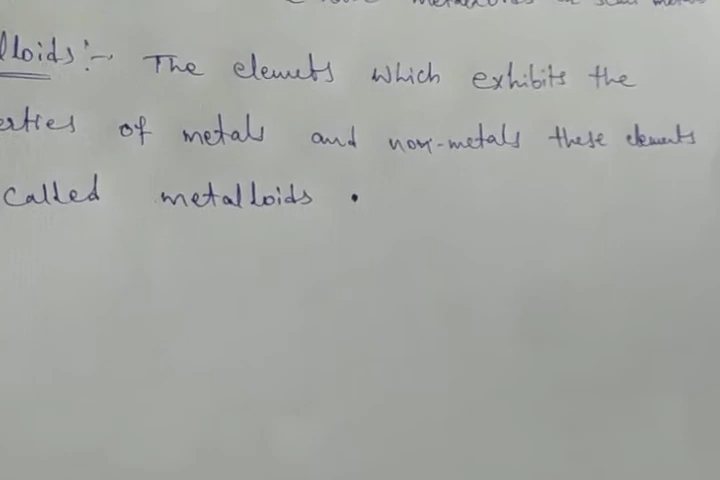 lloids:- The elements which exhibits the
erties of metals and non-metals these elements
called metalloids .